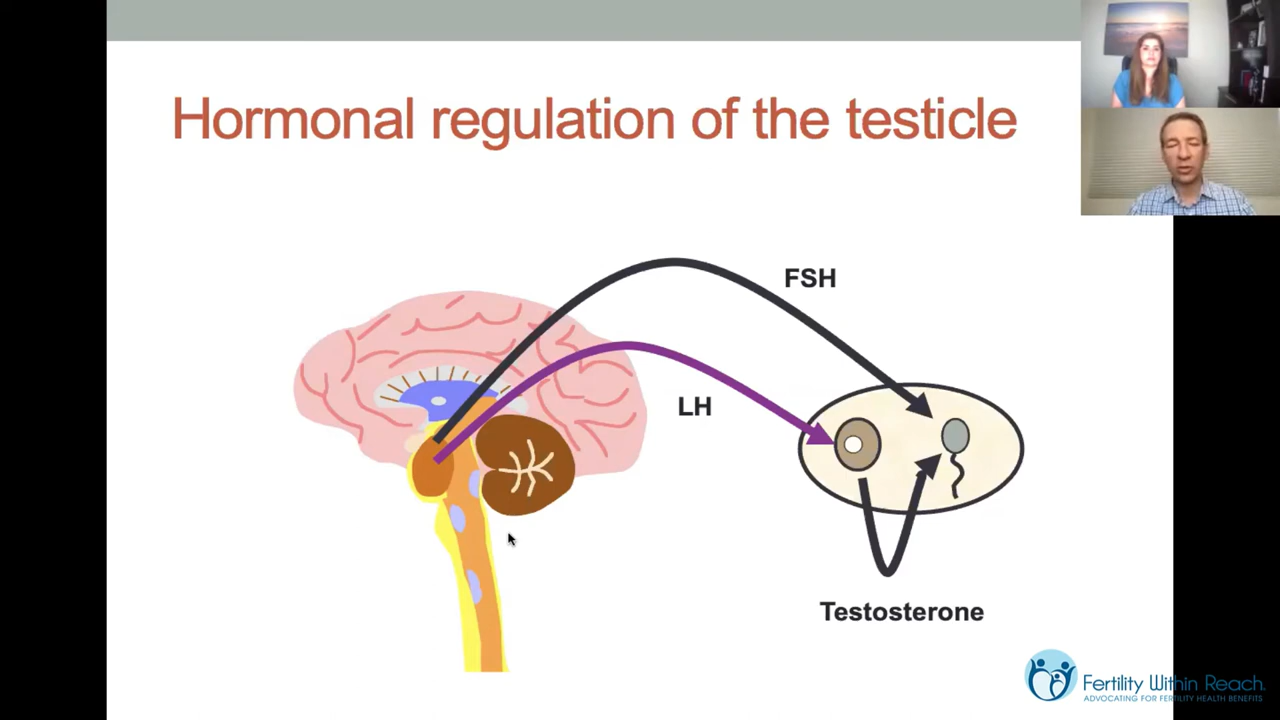 Hormonal regulation of the testicle
FSH
LH
Testosterone
Fertility Within Reach.
ADVOCATING FOR FERTILITY HEALTH BENEFITS